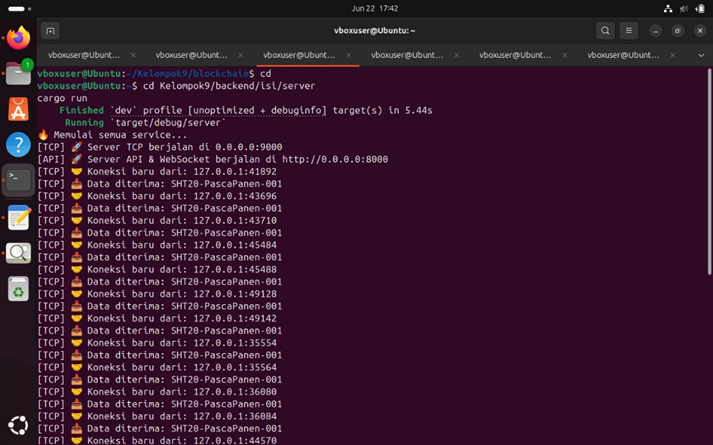 Jun 22 17:42
vboxuser@Ubuntu: ~
vboxuser@Ubunt... vboxuser@Ubunt... vboxuser@Ubunt... vboxuser@Ubunt... vboxuser@Ubunt... vboxuser@Ubunt...
vboxuser@Ubuntu:~/Kelompok9/blockchain$ cd
vboxuser@Ubuntu:~$ cd Kelompok9/backend/isi/server
cargo run
Finished `dev` profile [unoptimized + debuginfo] target(s) in 5.44s
Running `target/debug/server`
🔥 Memulai semua service...
[TCP] 🚀 Server TCP berjalan di 0.0.0.0:9000
[API] 🚀 Server API & WebSocket berjalan di http://0.0.0.0:8000
[TCP] 🤝 Koneksi baru dari: 127.0.0.1:41892
[TCP] 📥 Data diterima: SHT20-PascaPanen-001
[TCP] 🤝 Koneksi baru dari: 127.0.0.1:43696
[TCP] 📥 Data diterima: SHT20-PascaPanen-001
[TCP] 🤝 Koneksi baru dari: 127.0.0.1:43710
[TCP] 📥 Data diterima: SHT20-PascaPanen-001
[TCP] 🤝 Koneksi baru dari: 127.0.0.1:45484
[TCP] 📥 Data diterima: SHT20-PascaPanen-001
[TCP] 🤝 Koneksi baru dari: 127.0.0.1:45488
[TCP] 📥 Data diterima: SHT20-PascaPanen-001
[TCP] 🤝 Koneksi baru dari: 127.0.0.1:49128
[TCP] 📥 Data diterima: SHT20-PascaPanen-001
[TCP] 🤝 Koneksi baru dari: 127.0.0.1:49142
[TCP] 📥 Data diterima: SHT20-PascaPanen-001
[TCP] 🤝 Koneksi baru dari: 127.0.0.1:35554
[TCP] 📥 Data diterima: SHT20-PascaPanen-001
[TCP] 🤝 Koneksi baru dari: 127.0.0.1:35564
[TCP] 📥 Data diterima: SHT20-PascaPanen-001
[TCP] 🤝 Koneksi baru dari: 127.0.0.1:36080
[TCP] 📥 Data diterima: SHT20-PascaPanen-001
[TCP] 🤝 Koneksi baru dari: 127.0.0.1:36084
[TCP] 📥 Data diterima: SHT20-PascaPanen-001
[TCP] 🤝 Koneksi baru dari: 127.0.0.1:44570
1